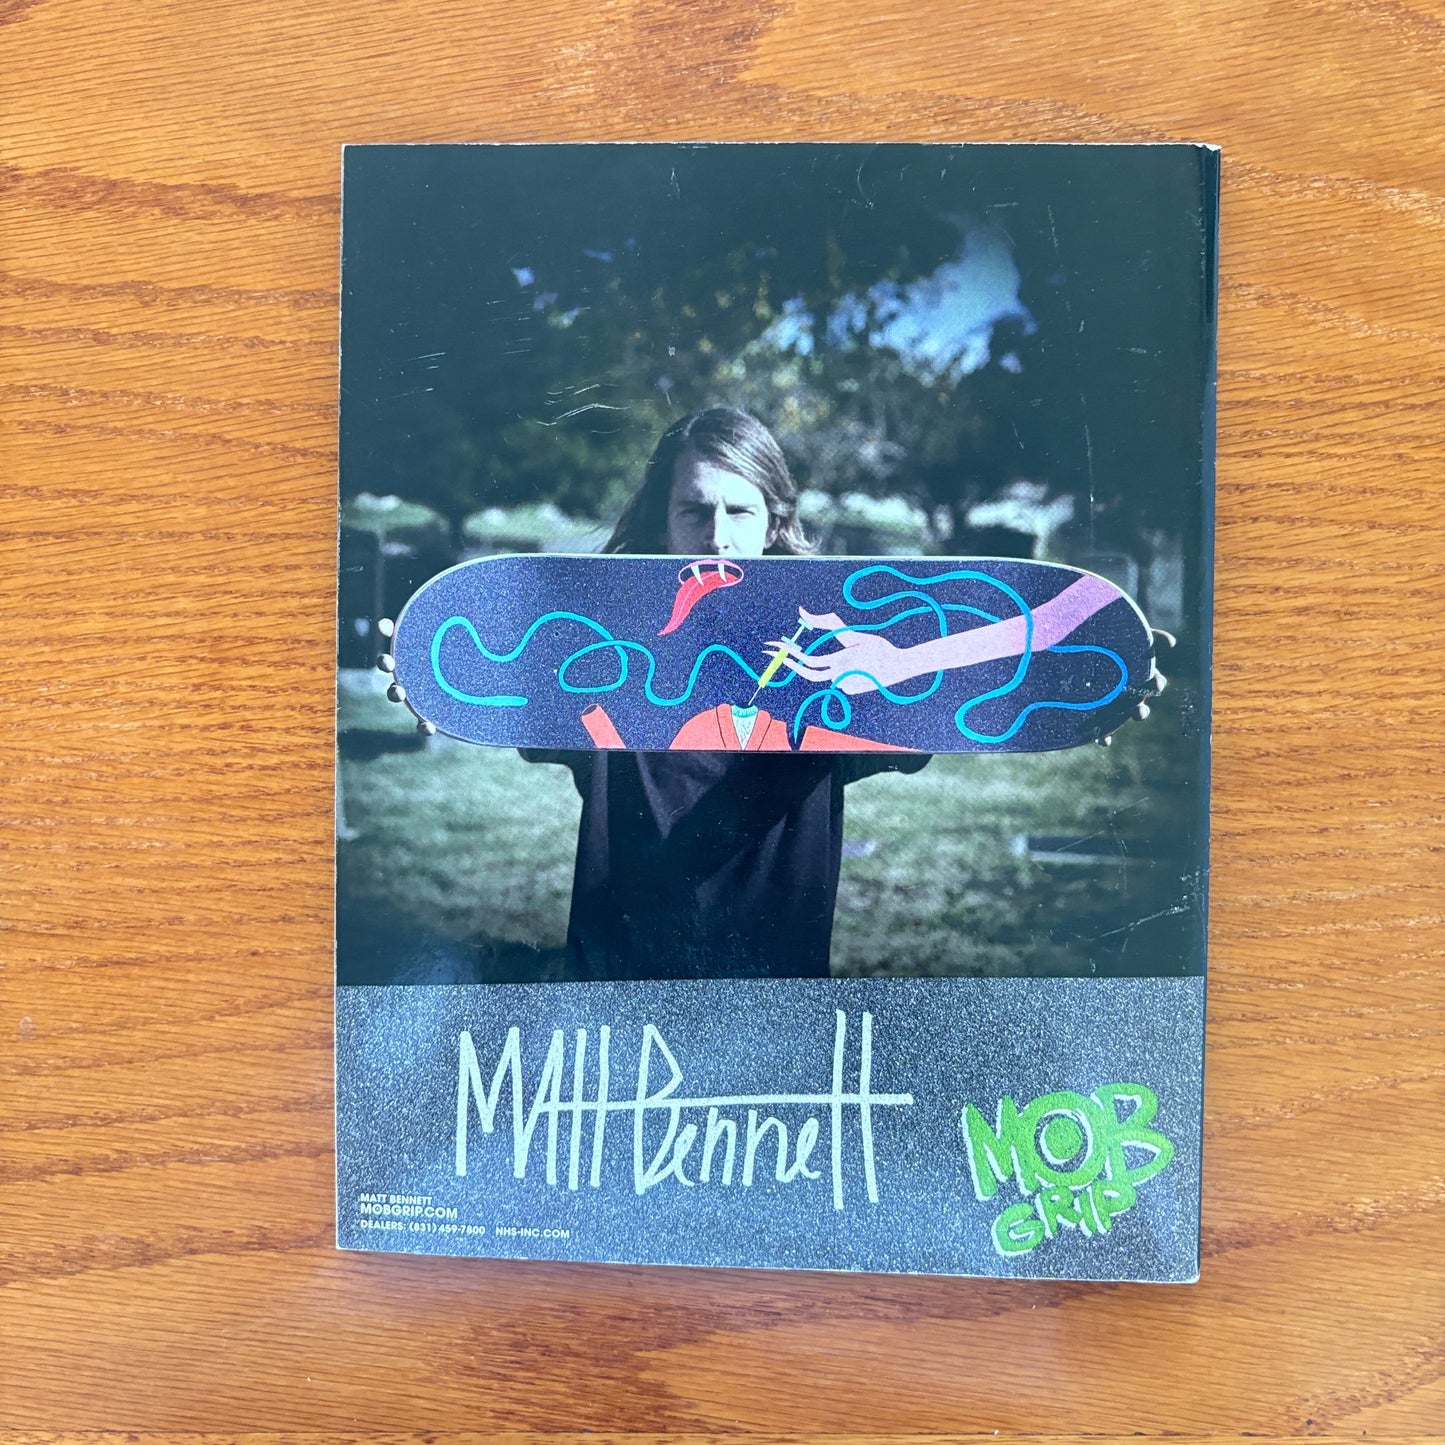 MATT Bennett
MOB
GRIP
MATT BENNETT
MOBGRIP.COM
DEALERS: (831) 459-7800 NHS-INC.COM